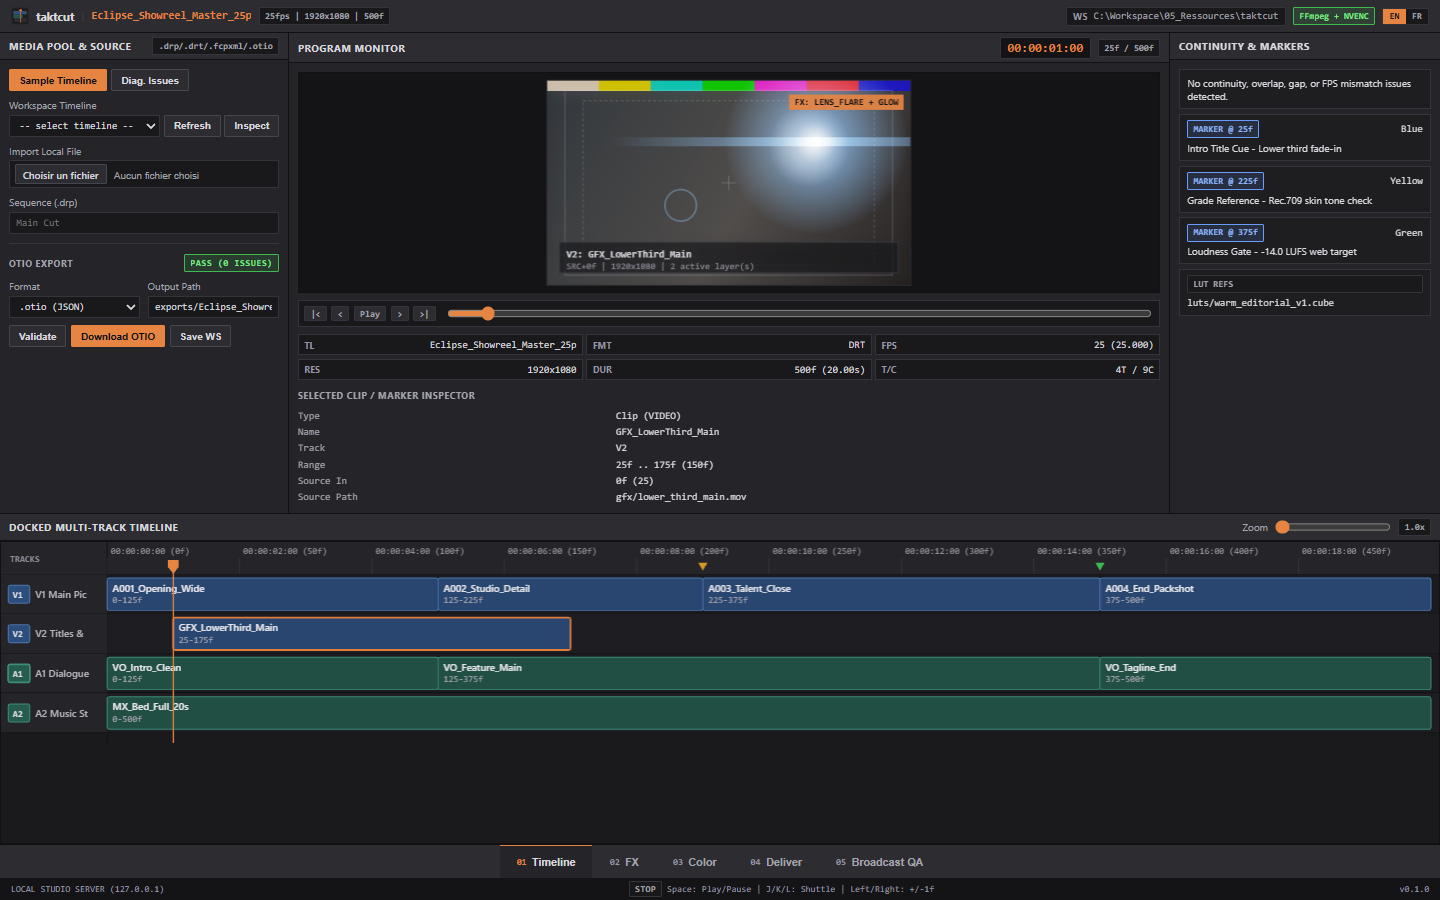 taktcut
Eclipse_Showreel_Master_25p
25fps | 1920x1080 | 500f
WS C:\Workspace\05_Ressources\taktcut
FFmpeg + NVENC
EN FR
MEDIA POOL & SOURCE
.drp/.drt/.fcpxml/.otio
Sample Timeline
Diag. Issues
Workspace Timeline
-- select timeline --
Refresh
Inspect
Import Local File
Choisir un fichier
Aucun fichier choisi
Sequence (.drp)
Main Cut
OTIO EXPORT
PASS (0 ISSUES)
Format
Output Path
.otio (JSON)
exports/Eclipse_Showre
Validate
Download OTIO
Save WS
PROGRAM MONITOR
00:00:01:00
25f / 500f
FX: LENS_FLARE + GLOW
V2: GFX_LowerThird_Main
SRC+0f | 1920x1080 | 2 active layer(s)
|<
<
Play
>
>|
TL Eclipse_Showreel_Master_25p
FMT DRT
FPS 25 (25.000)
RES 1920x1080
DUR 500f (20.00s)
T/C 4T / 9C
SELECTED CLIP / MARKER INSPECTOR
Type Clip (VIDEO)
Name GFX_LowerThird_Main
Track V2
Range 25f .. 175f (150f)
Source In 0f (25)
Source Path gfx/lower_third_main.mov
CONTINUITY & MARKERS
No continuity, overlap, gap, or FPS mismatch issues
detected.
MARKER @ 25f Blue
Intro Title Cue - Lower third fade-in
MARKER @ 225f Yellow
Grade Reference - Rec.709 skin tone check
MARKER @ 375f Green
Loudness Gate - -14.0 LUFS web target
LUT REFS
luts/warm_editorial_v1.cube
DOCKED MULTI-TRACK TIMELINE
Zoom
1.0x
TRACKS
00:00:00:00 (0f)
00:00:02:00 (50f)
00:00:04:00 (100f)
00:00:06:00 (150f)
00:00:08:00 (200f)
00:00:10:00 (250f)
00:00:12:00 (300f)
00:00:14:00 (350f)
00:00:16:00 (400f)
00:00:18:00 (450f)
V1 V1 Main Pic
A001_Opening_Wide
0-125f
A002_Studio_Detail
125-225f
A003_Talent_Close
225-375f
A004_End_Packshot
375-500f
V2 V2 Titles &
GFX_LowerThird_Main
25-175f
A1 A1 Dialogue
VO_Intro_Clean
0-125f
VO_Feature_Main
125-375f
VO_Tagline_End
375-500f
A2 A2 Music St
MX_Bed_Full_20s
0-500f
01 Timeline
02 FX
03 Color
04 Deliver
05 Broadcast QA
LOCAL STUDIO SERVER (127.0.0.1)
STOP Space: Play/Pause | J/K/L: Shuttle | Left/Right: +/-1f
v0.1.0